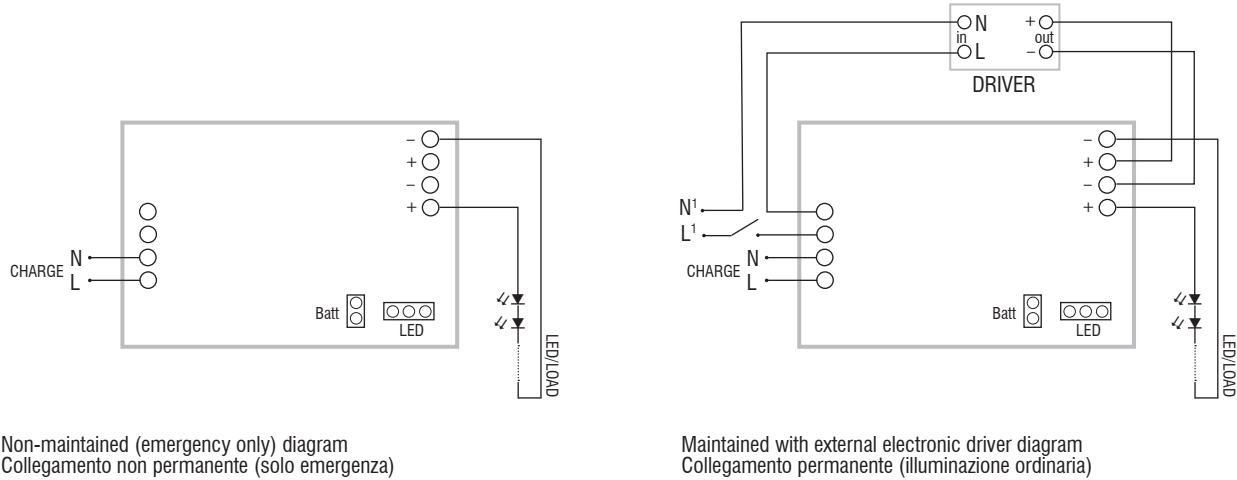 −
+
−
+
N
CHARGE
L
Batt
LED
LED/LOAD
Non-maintained (emergency only) diagram
Collegamento non permanente (solo emergenza)
N + 
in out
L −
DRIVER
−
+
−
+
N¹
L¹
N
CHARGE
L
Batt
LED
LED/LOAD
Maintained with external electronic driver diagram
Collegamento permanente (illuminazione ordinaria)